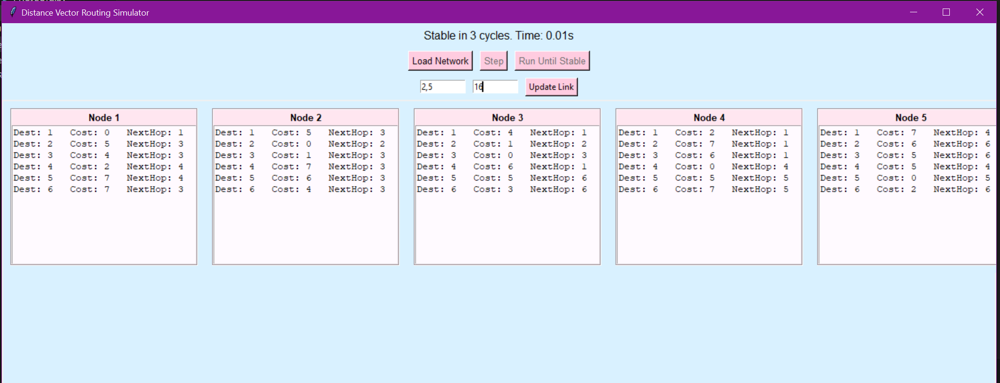 Distance Vector Routing Simulator
Stable in 3 cycles. Time: 0.01s
Load Network Step Run Until Stable
2,5 16 Update Link
Node 1
Dest: 1 Cost: 0 NextHop: 1
Dest: 2 Cost: 5 NextHop: 3
Dest: 3 Cost: 4 NextHop: 3
Dest: 4 Cost: 2 NextHop: 4
Dest: 5 Cost: 7 NextHop: 4
Dest: 6 Cost: 7 NextHop: 3
Node 2
Dest: 1 Cost: 5 NextHop: 3
Dest: 2 Cost: 0 NextHop: 2
Dest: 3 Cost: 1 NextHop: 3
Dest: 4 Cost: 7 NextHop: 3
Dest: 5 Cost: 6 NextHop: 3
Dest: 6 Cost: 4 NextHop: 3
Node 3
Dest: 1 Cost: 4 NextHop: 1
Dest: 2 Cost: 1 NextHop: 2
Dest: 3 Cost: 0 NextHop: 3
Dest: 4 Cost: 6 NextHop: 1
Dest: 5 Cost: 5 NextHop: 6
Dest: 6 Cost: 3 NextHop: 6
Node 4
Dest: 1 Cost: 2 NextHop: 1
Dest: 2 Cost: 7 NextHop: 1
Dest: 3 Cost: 6 NextHop: 1
Dest: 4 Cost: 0 NextHop: 4
Dest: 5 Cost: 5 NextHop: 5
Dest: 6 Cost: 7 NextHop: 5
Node 5
Dest: 1 Cost: 7 NextHop: 4
Dest: 2 Cost: 6 NextHop: 6
Dest: 3 Cost: 5 NextHop: 6
Dest: 4 Cost: 5 NextHop: 4
Dest: 5 Cost: 0 NextHop: 5
Dest: 6 Cost: 2 NextHop: 6